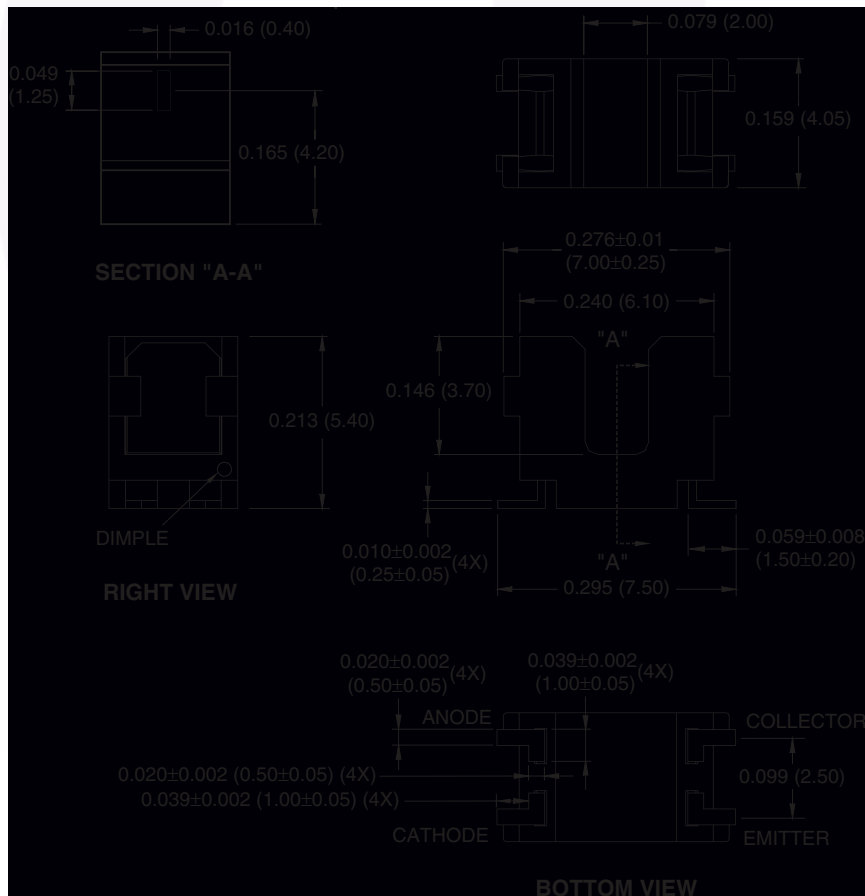 0.016 (0.40)
0.049
(1.25)
0.165 (4.20)
SECTION "A-A"
0.079 (2.00)
0.159 (4.05)
0.276±0.01
(7.00±0.25)
0.240 (6.10)
"A"
0.146 (3.70)
0.213 (5.40)
DIMPLE
RIGHT VIEW
0.010±0.002
(0.25±0.05)
(4X)
"A"
0.059±0.008
(1.50±0.20)
0.295 (7.50)
0.020±0.002
(0.50±0.05)
(4X)
0.039±0.002
(1.00±0.05)
(4X)
ANODE
COLLECTOR
0.020±0.002 (0.50±0.05) (4X)
0.099 (2.50)
0.039±0.002 (1.00±0.05) (4X)
CATHODE
EMITTER
BOTTOM VIEW